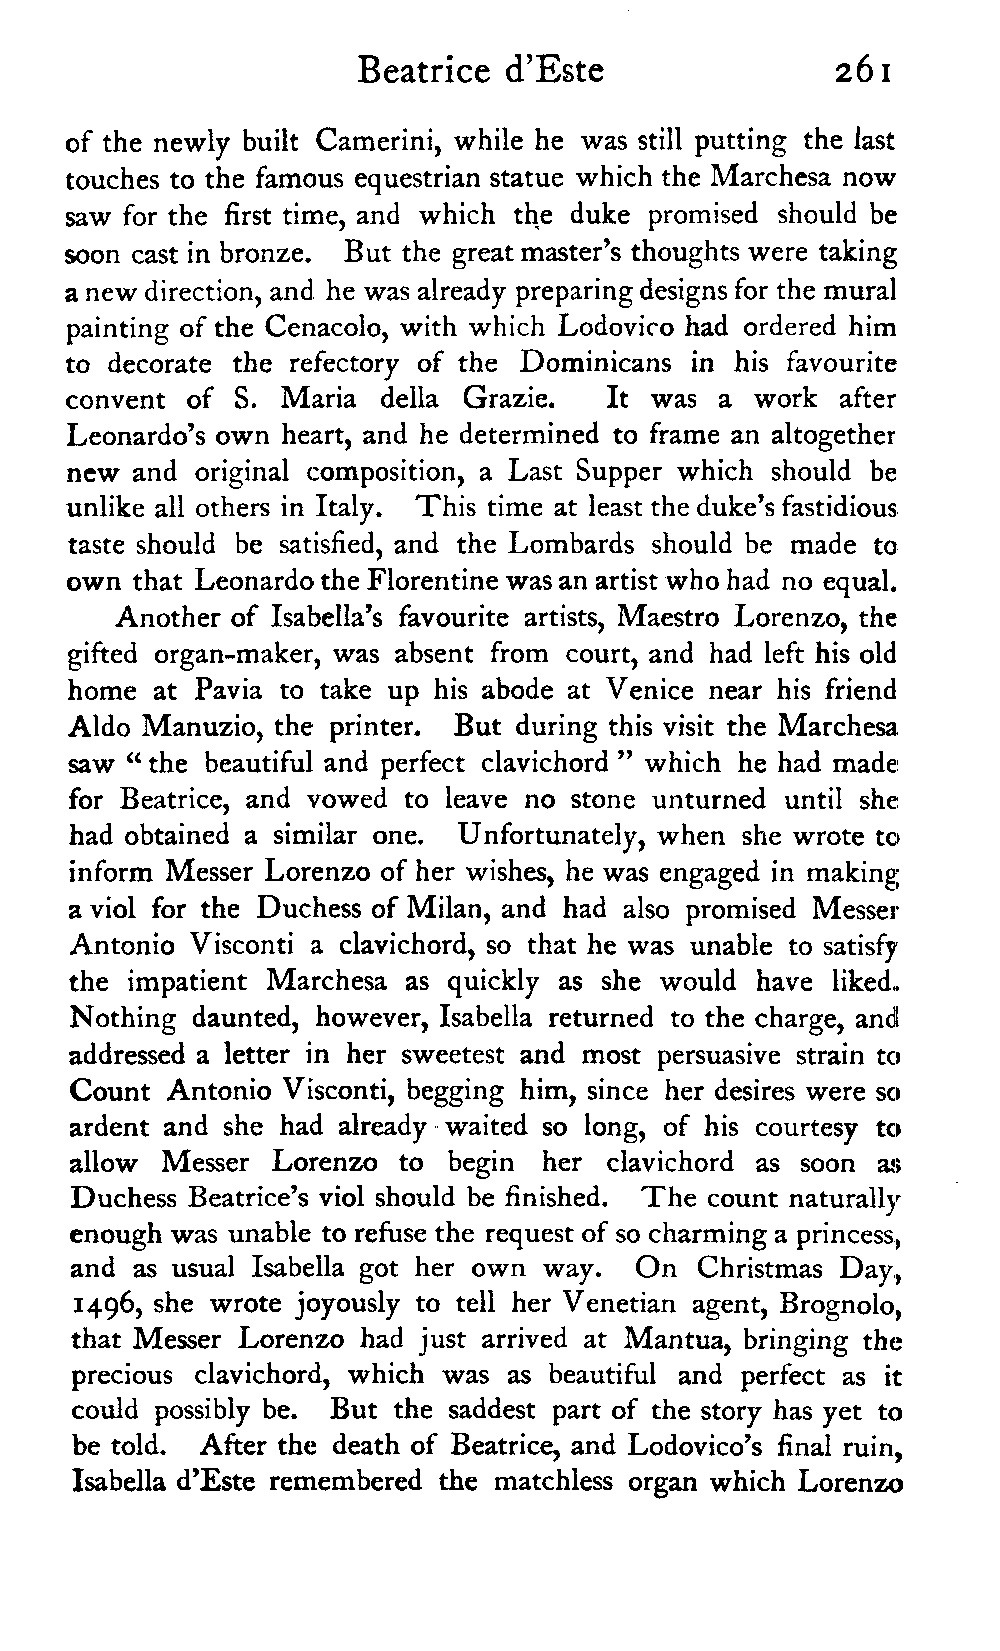 Beatrice d'Este 261
of the newly built Camerini, while he was still putting the last
touches to the famous equestrian statue which the Marchesa now
saw for the first time, and which the duke promised should be
soon cast in bronze. But the great master's thoughts were taking
a new direction, and he was already preparing designs for the mural
painting of the Cenacolo, with which Lodovico had ordered him
to decorate the refectory of the Dominicans in his favourite
convent of S. Maria della Grazie. It was a work after
Leonardo's own heart, and he determined to frame an altogether
new and original composition, a Last Supper which should be
unlike all others in Italy. This time at least the duke's fastidious
taste should be satisfied, and the Lombards should be made to
own that Leonardo the Florentine was an artist who had no equal.
Another of Isabella's favourite artists, Maestro Lorenzo, the
gifted organ-maker, was absent from court, and had left his old
home at Pavia to take up his abode at Venice near his friend
Aldo Manuzio, the printer. But during this visit the Marchesa
saw “the beautiful and perfect clavichord” which he had made
for Beatrice, and vowed to leave no stone unturned until she
had obtained a similar one. Unfortunately, when she wrote to
inform Messer Lorenzo of her wishes, he was engaged in making
a viol for the Duchess of Milan, and had also promised Messer
Antonio Visconti a clavichord, so that he was unable to satisfy
the impatient Marchesa as quickly as she would have liked.
Nothing daunted, however, Isabella returned to the charge, and
addressed a letter in her sweetest and most persuasive strain to
Count Antonio Visconti, begging him, since her desires were so
ardent and she had already waited so long, of his courtesy to
allow Messer Lorenzo to begin her clavichord as soon as
Duchess Beatrice's viol should be finished. The count naturally
enough was unable to refuse the request of so charming a princess,
and as usual Isabella got her own way. On Christmas Day,
1496, she wrote joyously to tell her Venetian agent, Brognolo,
that Messer Lorenzo had just arrived at Mantua, bringing the
precious clavichord, which was as beautiful and perfect as it
could possibly be. But the saddest part of the story has yet to
be told. After the death of Beatrice, and Lodovico's final ruin,
Isabella d'Este remembered the matchless organ which Lorenzo